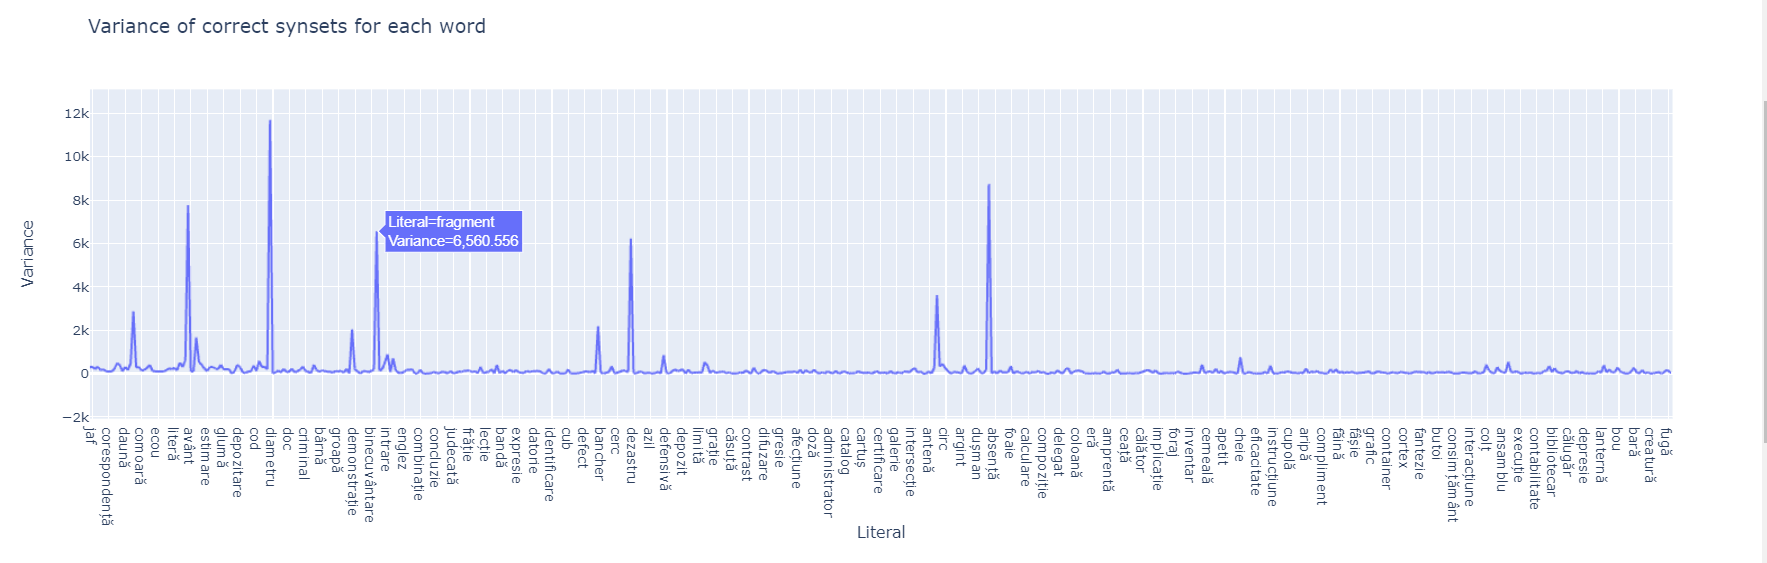 Variance of correct synsets for each word
12k
10k
8k
6k
4k
2k
0
−2k
Variance
Literal=fragment
Variance=6,560.556
jaf
corespondență
daună
comoară
ecou
literă
avânt
estimare
glumă
depozitare
cod
diametru
doc
criminal
bârnă
groapă
demonstrație
binecuvântare
intrare
englez
combinație
concluzie
judecată
frăție
lecție
bandă
expresie
datorie
identificare
cub
defect
bancher
cerc
dezastru
azil
defensivă
depozit
limită
grație
căsuță
contrast
difuzare
gresie
afecțiune
doză
administrator
catalog
cartuș
certificare
galerie
intersecție
antenă
circ
argint
dușman
absență
foaie
calculare
compoziție
delegat
coloană
eră
amprentă
ceață
călător
implicație
foraj
inventar
cerneală
apetit
cheie
eficacitate
instrucțiune
cupolă
aripă
compliment
făină
fâșie
grafic
container
cortex
fantezie
butoi
consimțământ
interacțiune
colț
ansamblu
execuție
contabilitate
bibliotecar
călugăr
depresie
lanternă
bou
bară
creatură
fugă
Literal